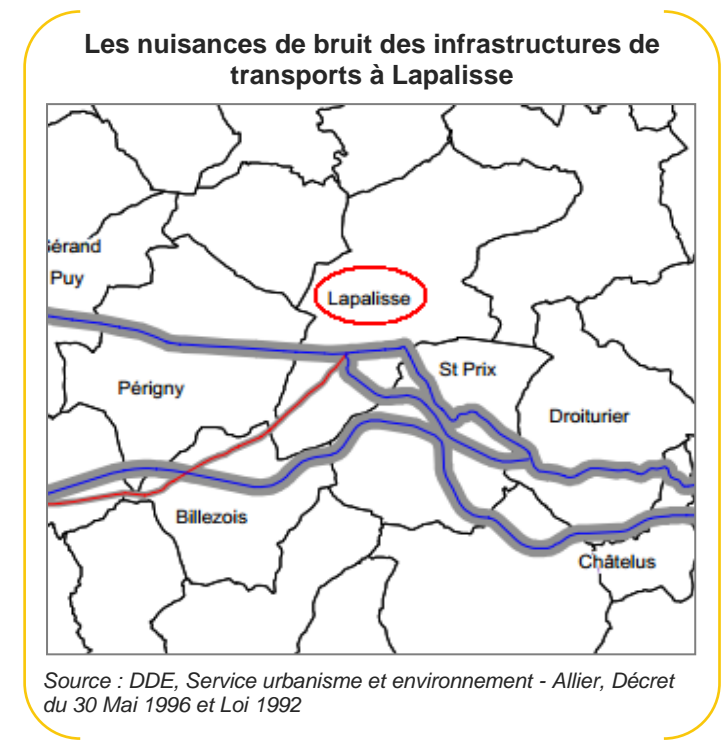 Les nuisances de bruit des infrastructures de
transports à Lapalisse
Gérand
Puy
Lapalisse
St Prix
Périgny
Droiturier
Billezois
Châtelus
Source : DDE, Service urbanisme et environnement - Allier, Décret
du 30 Mai 1996 et Loi 1992